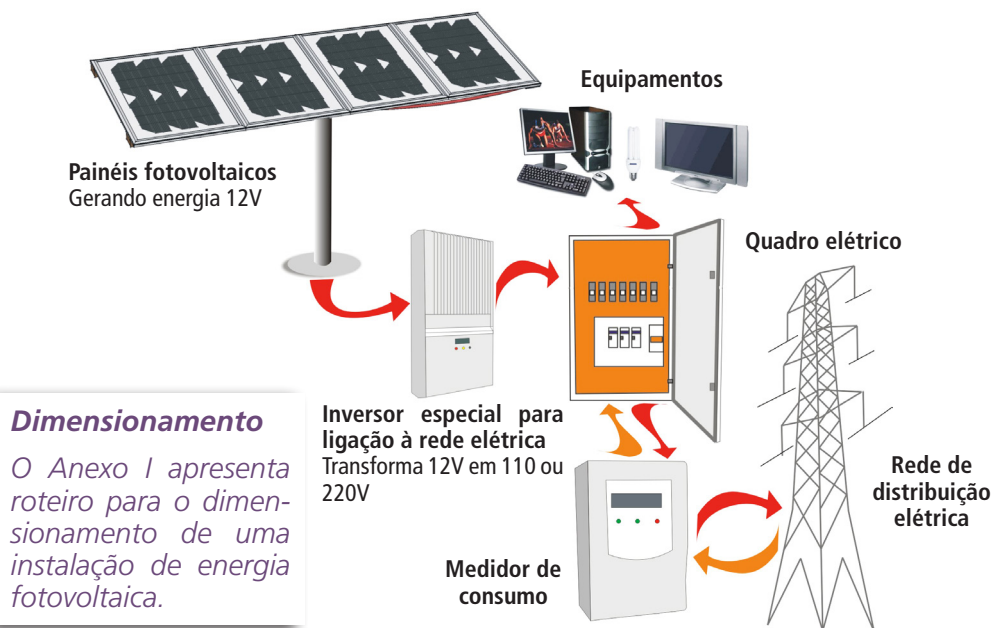 Equipamentos
Painéis fotovoltaicos
Gerando energia 12V
Quadro elétrico
Inversor especial para
ligação à rede elétrica
Transforma 12V em 110 ou
220V
Rede de
distribuição
elétrica
Medidor de
consumo
Dimensionamento
O Anexo I apresenta
roteiro para o dimen-
sionamento de uma
instalação de energia
fotovoltaica.